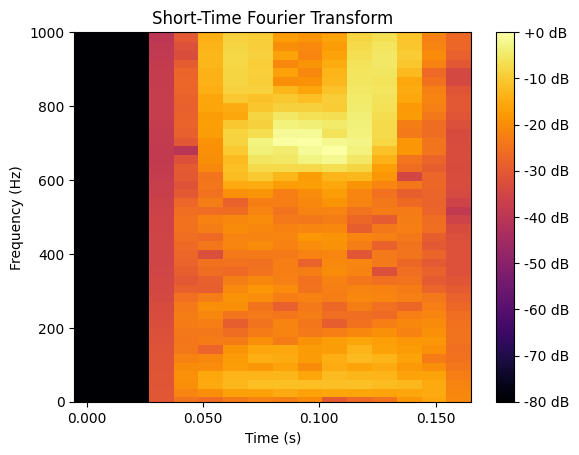 Short-Time Fourier Transform
1000
800
600
400
200
0
Frequency (Hz)
0.000
0.050
0.100
0.150
Time (s)
+0 dB
-10 dB
-20 dB
-30 dB
-40 dB
-50 dB
-60 dB
-70 dB
-80 dB